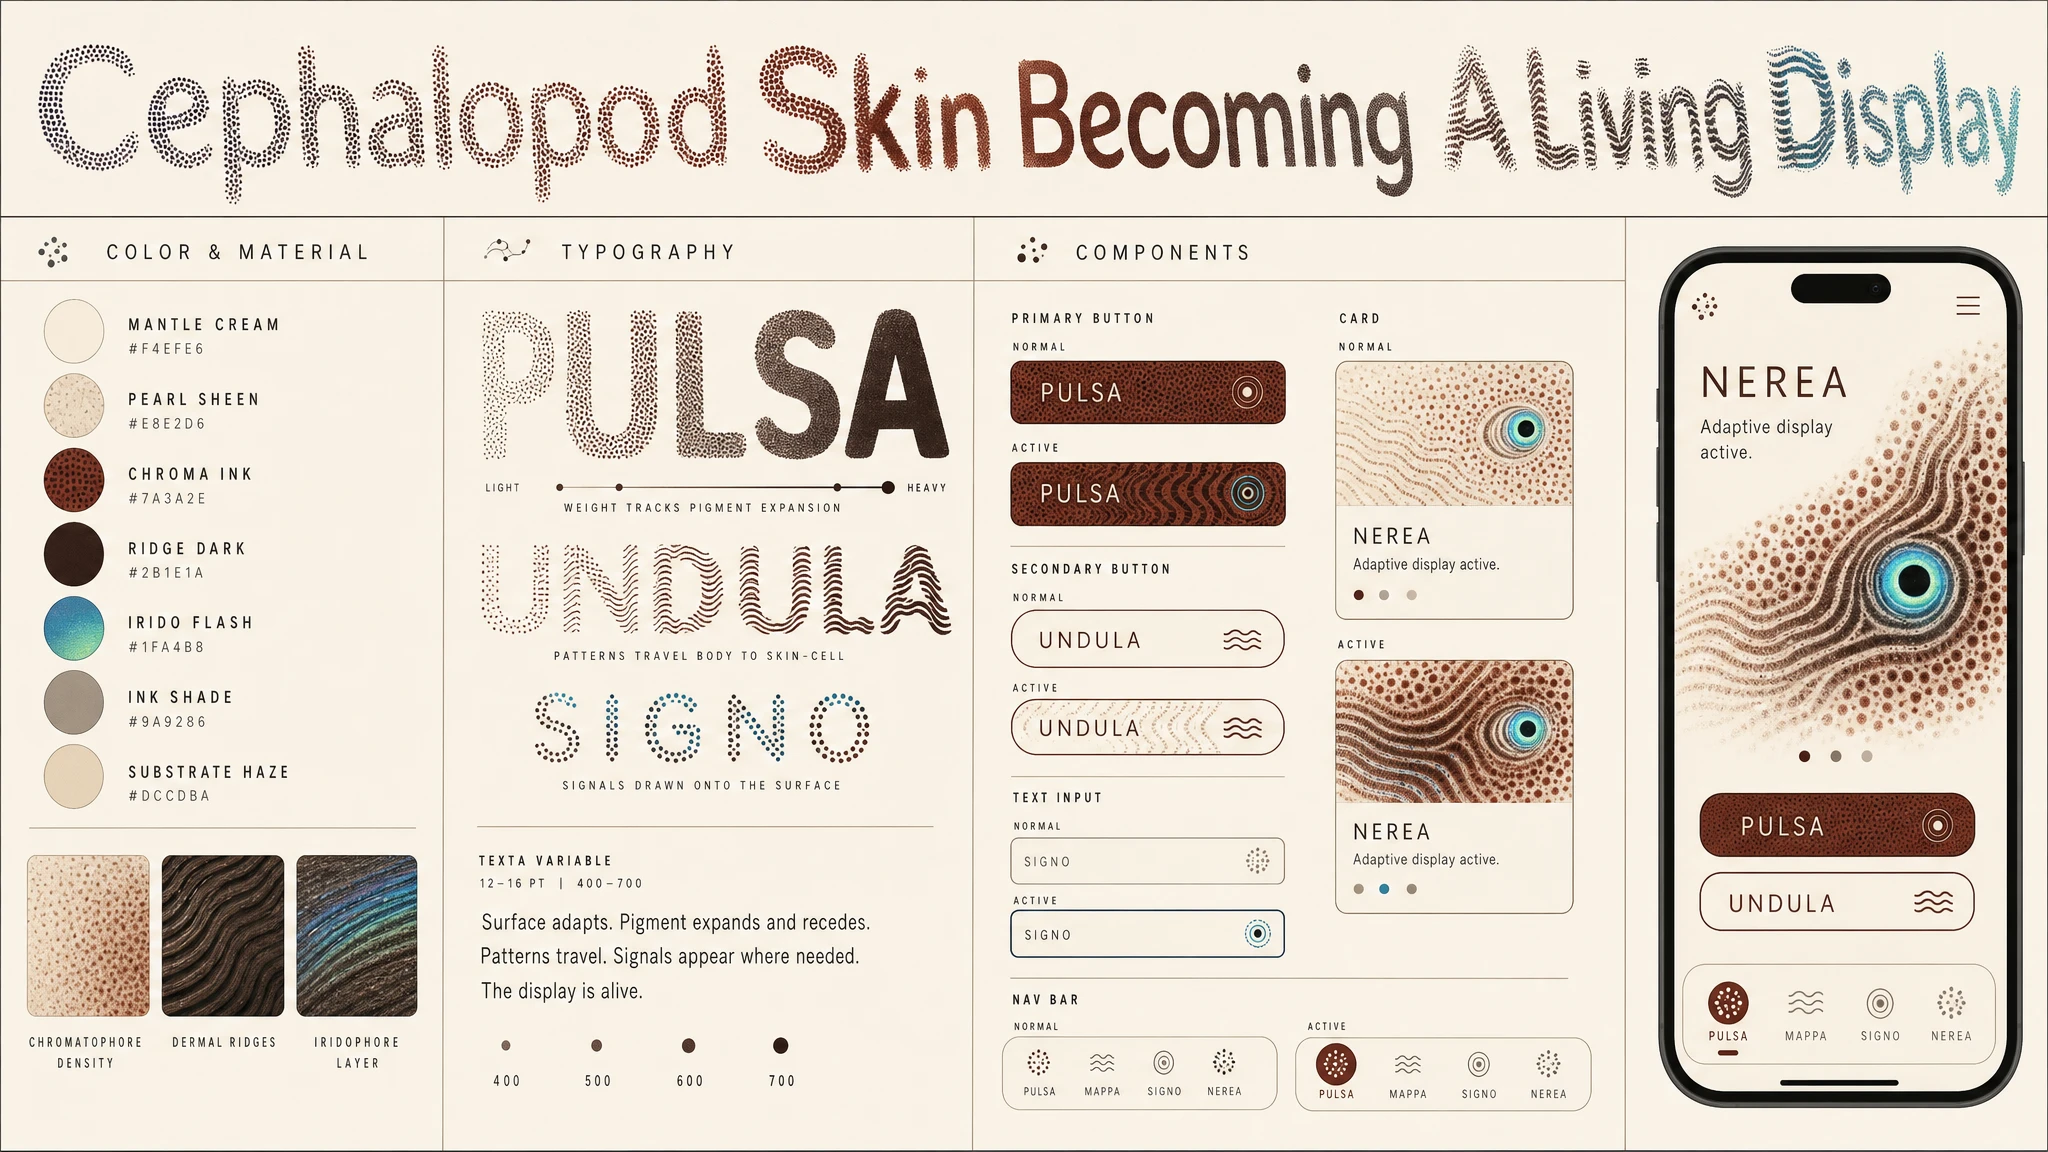 Cephalopod Skin Becoming A Living Display
COLOR & MATERIAL
MANTLE CREAM
#F4EFE6
PEARL SHEEN
#E8E2D6
CHROMA INK
#7A3A2E
RIDGE DARK
#2B1E1A
IRIDO FLASH
#1FA4B8
INK SHADE
#9A9286
SUBSTRATE HAZE
#DCCDBA
CHROMATOPHORE
DENSITY
DERMAL RIDGES
IRIDOPHORE
LAYER
TYPOGRAPHY
PULSA
LIGHT
HEAVY
WEIGHT TRACKS PIGMENT EXPANSION
UNDULA
PATTERNS TRAVEL BODY TO SKIN-CELL
SIGNO
SIGNALS DRAWN ONTO THE SURFACE
TEXTA VARIABLE
12–16 PT | 400–700
Surface adapts. Pigment expands and recedes.
Patterns travel. Signals appear where needed.
The display is alive.
400
500
600
700
COMPONENTS
PRIMARY BUTTON
NORMAL
PULSA
ACTIVE
PULSA
SECONDARY BUTTON
NORMAL
UNDULA
ACTIVE
UNDULA
TEXT INPUT
NORMAL
SIGNO
ACTIVE
SIGNO
CARD
NORMAL
NEREA
Adaptive display active.
ACTIVE
NEREA
Adaptive display active.
NAV BAR
NORMAL
PULSA
MAPPA
SIGNO
NEREA
ACTIVE
PULSA
MAPPA
SIGNO
NEREA
NEREA
Adaptive display
active.
PULSA
UNDULA
PULSA
MAPPA
SIGNO
NEREA